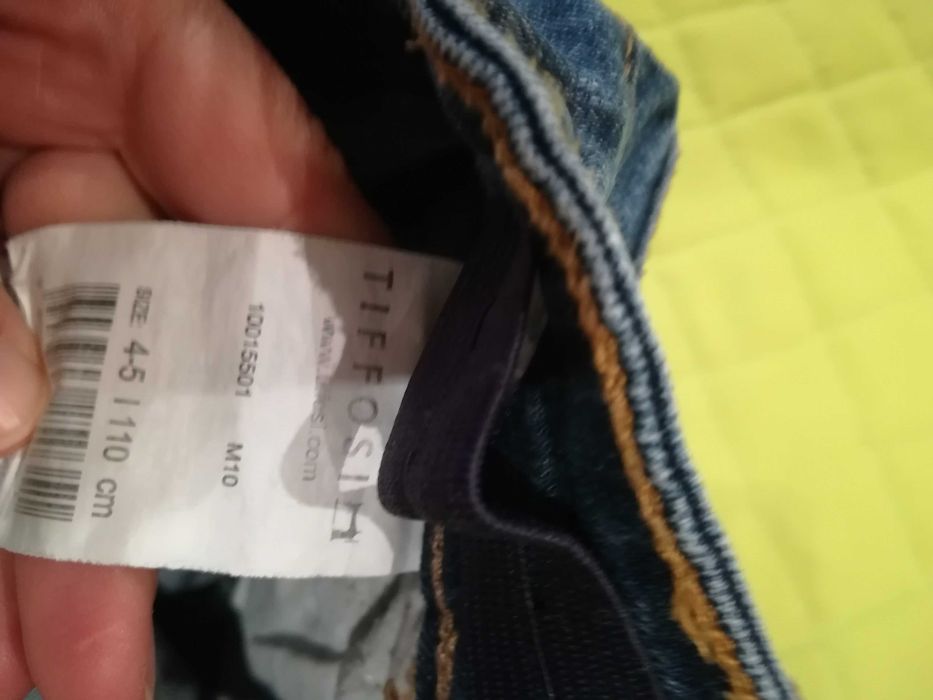 TIFFOSI
www.tiffosi.com
10015501 M10
SIZE: 4-5 | 110 cm